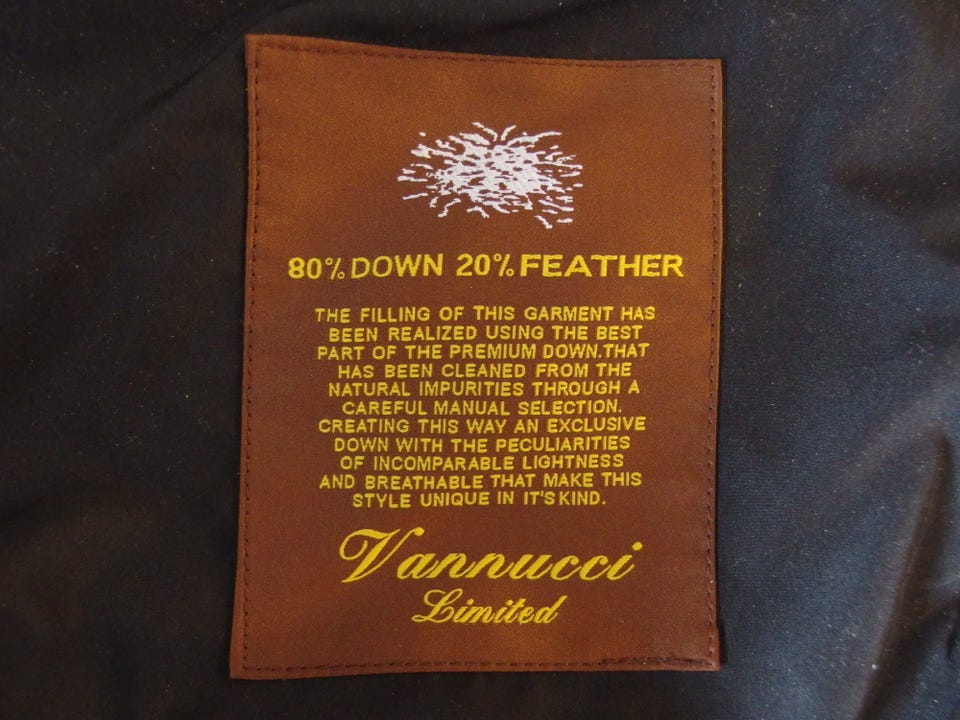 80% DOWN 20% FEATHER
THE FILLING OF THIS GARMENT HAS
BEEN REALIZED USING THE BEST
PART OF THE PREMIUM DOWN.THAT
HAS BEEN CLEANED FROM THE
NATURAL IMPURITIES THROUGH A
CAREFUL MANUAL SELECTION.
CREATING THIS WAY AN EXCLUSIVE
DOWN WITH THE PECULIARITIES
OF INCOMPARABLE LIGHTNESS
AND BREATHABLE THAT MAKE THIS
STYLE UNIQUE IN IT'S KIND.
Vannucci
Limited